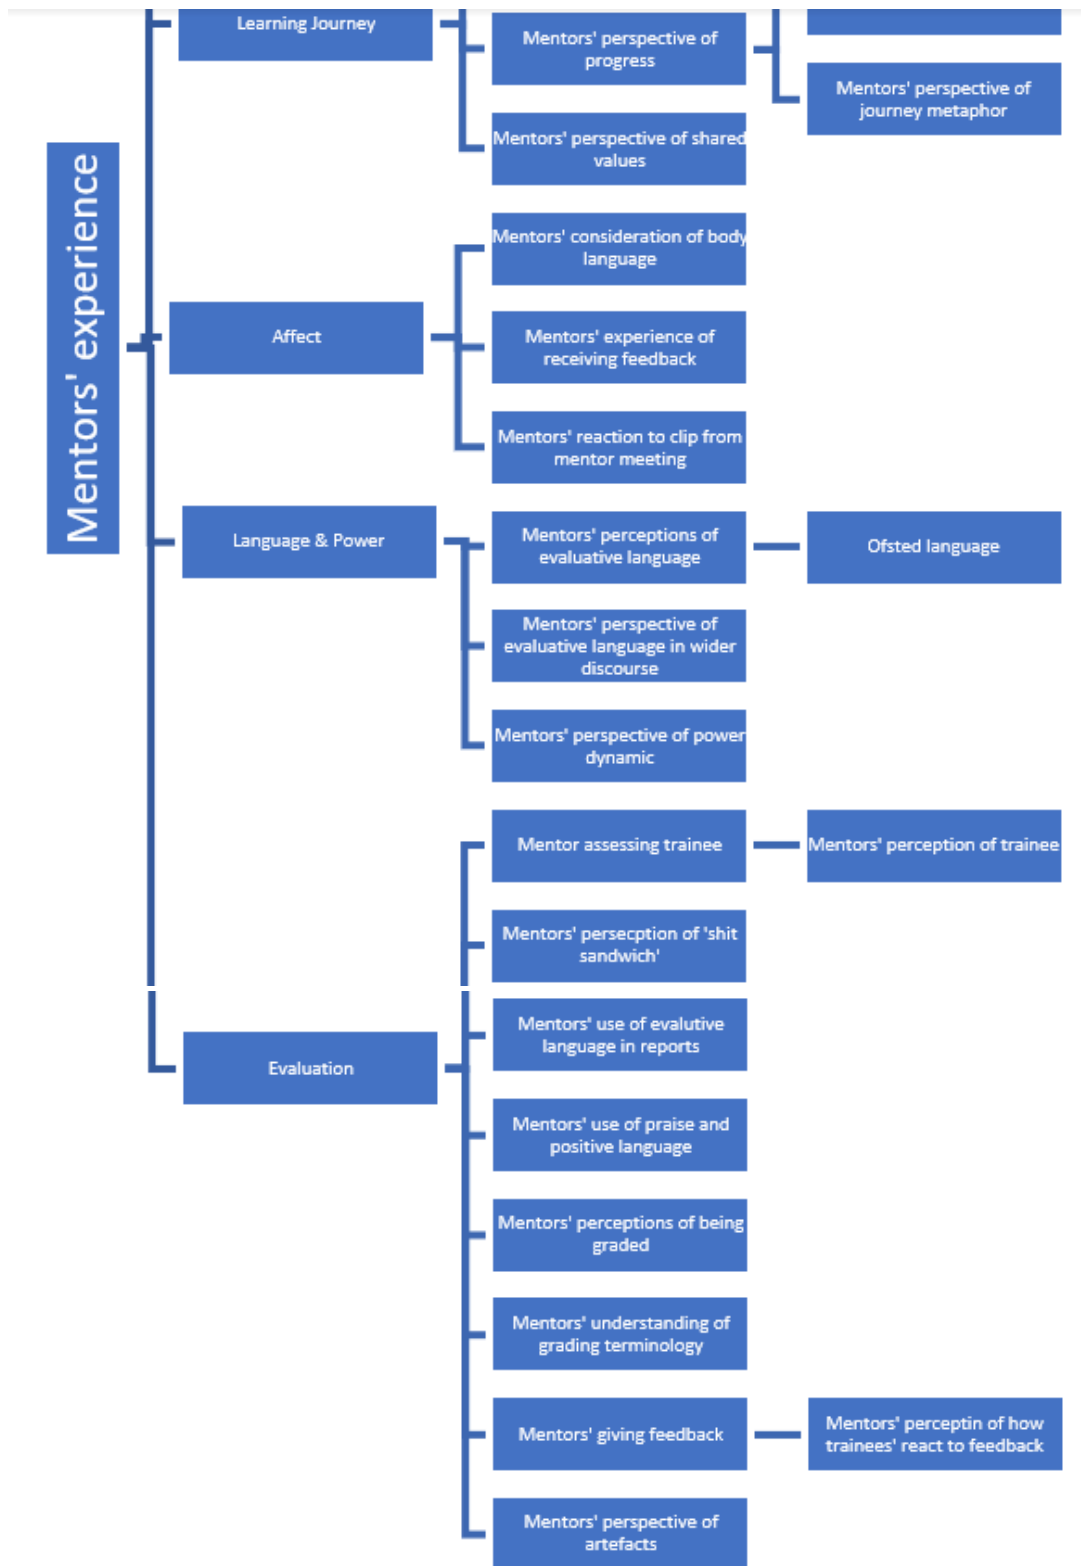 Learning Journey
Mentors' perspective of
progress
Mentors' perspective of
journey metaphor
Mentors' perspective of shared
values
Mentors' experience
Affect
Mentors' consideration of body
language
Mentors' experience of
receiving feedback
Mentors' reaction to clip from
mentor meeting
Language & Power
Mentors' perceptions of
evaluative language
Ofsted language
Mentors' perspective of
evaluative language in wider
discourse
Mentors' perspective of power
dynamic
Evaluation
Mentor assessing trainee
Mentors' perception of trainee
Mentors' persecption of 'shit
sandwich'
Mentors' use of evalutive
language in reports
Mentors' use of praise and
positive language
Mentors' perceptions of being
graded
Mentors' understanding of
grading terminology
Mentors' giving feedback
Mentors' perceptin of how
trainees' react to feedback
Mentors' perspective of
artefacts